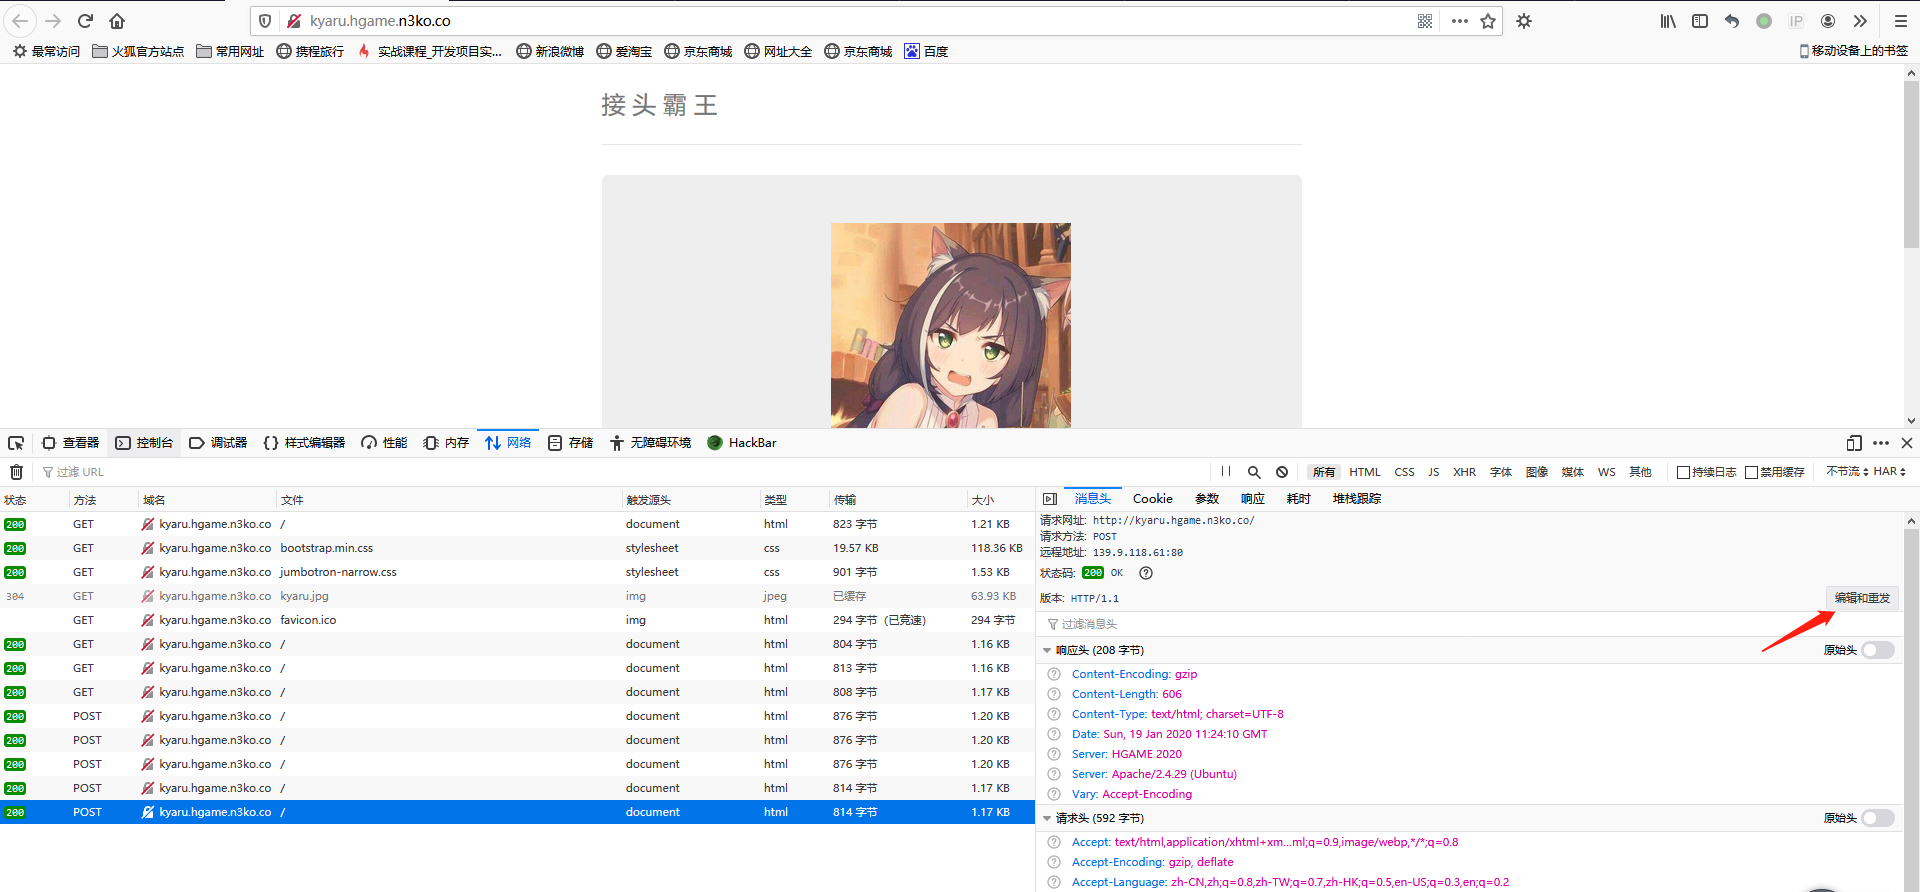 kyaru.hgame.n3ko.co IP
最常访问 火狐官方站点 常用网址 携程旅行 实战课程_开发项目实... 新浪微博 爱淘宝 京东商城 网址大全 京东商城 百度 移动设备上的书签
接头霸王
查看器 控制台 调试器 样式编辑器 性能 内存 网络 存储 无障碍环境 HackBar
过滤 URL 所有 HTML CSS JS XHR 字体 图像 媒体 WS 其他 持续日志 禁用缓存 不节流 HAR
状态 方法 域名 文件 触发源头 类型 传输 大小
200 GET kyaru.hgame.n3ko.co / document html 823 字节 1.21 KB
200 GET kyaru.hgame.n3ko.co bootstrap.min.css stylesheet css 19.57 KB 118.36 KB
200 GET kyaru.hgame.n3ko.co jumbotron-narrow.css stylesheet css 901 字节 1.53 KB
304 GET kyaru.hgame.n3ko.co kyaru.jpg img jpeg 已缓存 63.93 KB
GET kyaru.hgame.n3ko.co favicon.ico img 294 字节（已竞速） 294 字节
200 GET kyaru.hgame.n3ko.co / document html 804 字节 1.16 KB
200 GET kyaru.hgame.n3ko.co / document html 813 字节 1.16 KB
200 GET kyaru.hgame.n3ko.co / document html 808 字节 1.17 KB
200 POST kyaru.hgame.n3ko.co / document html 876 字节 1.20 KB
200 POST kyaru.hgame.n3ko.co / document html 876 字节 1.20 KB
200 POST kyaru.hgame.n3ko.co / document html 876 字节 1.20 KB
200 POST kyaru.hgame.n3ko.co / document html 814 字节 1.17 KB
200 POST kyaru.hgame.n3ko.co / document html 814 字节 1.17 KB
消息头 Cookie 参数 响应 耗时 堆栈跟踪
请求网址: http://kyaru.hgame.n3ko.co/
请求方法: POST
远程地址: 139.9.118.61:80
状态码: 200 OK
版本: HTTP/1.1 编辑和重发
过滤消息头
响应头 (208 字节) 原始头
Content-Encoding: gzip
Content-Length: 606
Content-Type: text/html; charset=UTF-8
Date: Sun, 19 Jan 2020 11:24:10 GMT
Server: HGAME 2020
Server: Apache/2.4.29 (Ubuntu)
Vary: Accept-Encoding
请求头 (592 字节) 原始头
Accept: text/html,application/xhtml+xm...ml;q=0.9,image/webp,*/*;q=0.8
Accept-Encoding: gzip, deflate
Accept-Language: zh-CN,zh;q=0.8,zh-TW;q=0.7,zh-HK;q=0.5,en-US;q=0.3,en;q=0.2